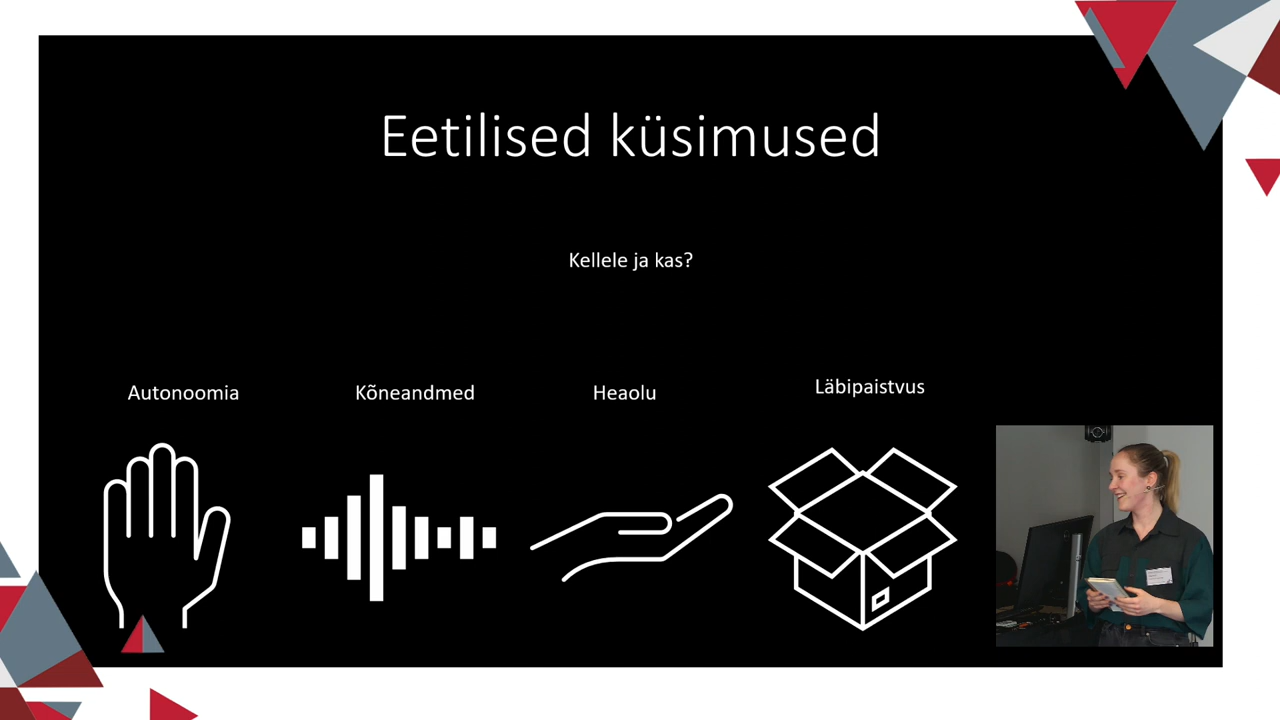 Eetilised küsimused
Kellele ja kas?
Autonoomia
Kõneandmed
Heaolu
Läbipaistvus